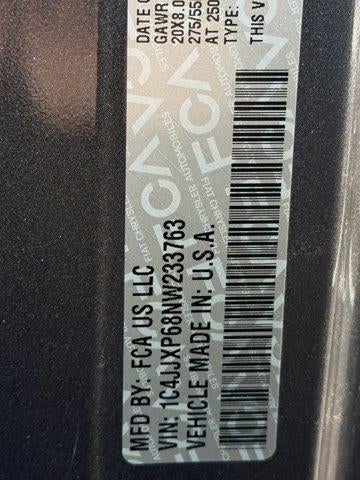 DATE O
GAWR
20X8.0
275/55
AT 250
TYPE:
THIS V
MFD BY: FCA US LLC
VIN: 1C4JJXP68NW233763
VEHICLE MADE IN: U.S.A.